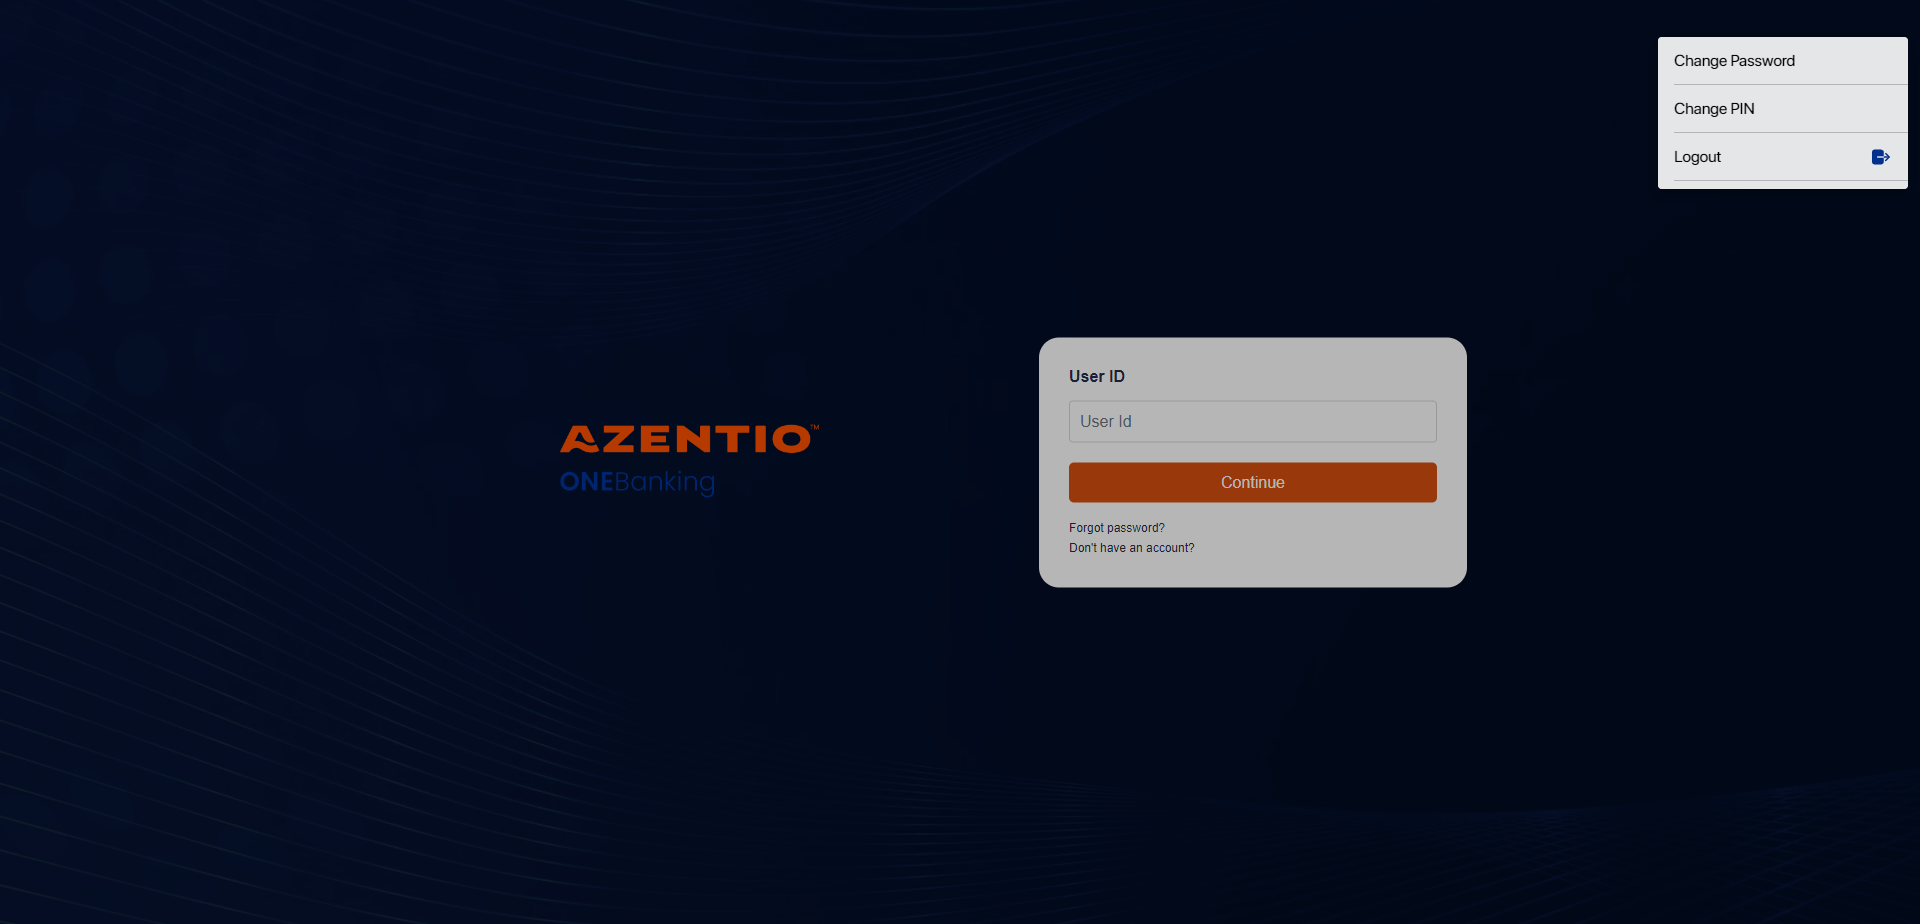 Change Password
Change PIN
Logout
User ID
User Id
Continue
Forgot password?
Don't have an account?
AZENTIO™
ONEBanking